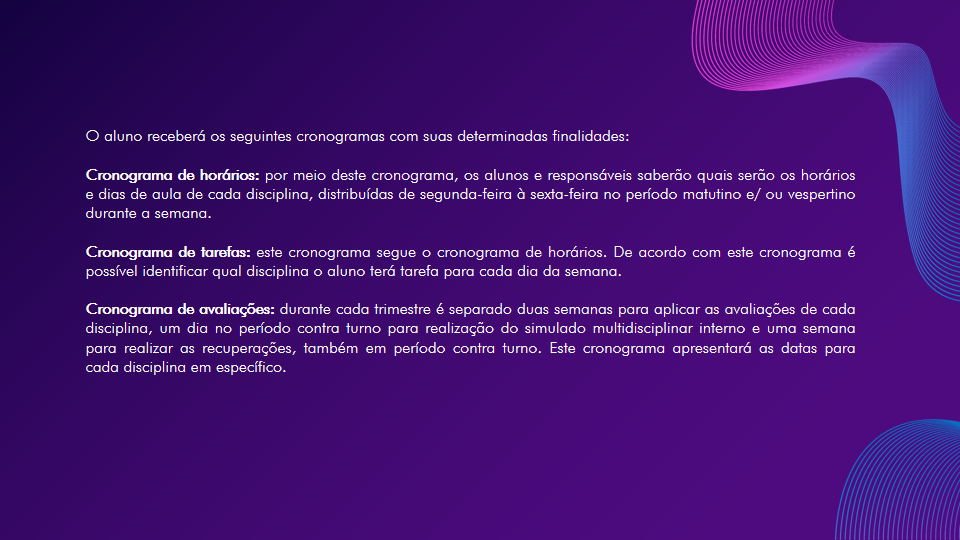 O aluno receberá os seguintes cronogramas com suas determinadas finalidades:
Cronograma de horários: por meio deste cronograma, os alunos e responsáveis saberão quais serão os horários
e dias de aula de cada disciplina, distribuídas de segunda-feira à sexta-feira no período matutino e/ ou vespertino
durante a semana.
Cronograma de tarefas: este cronograma segue o cronograma de horários. De acordo com este cronograma é
possível identificar qual disciplina o aluno terá tarefa para cada dia da semana.
Cronograma de avaliações: durante cada trimestre é separado duas semanas para aplicar as avaliações de cada
disciplina, um dia no período contra turno para realização do simulado multidisciplinar interno e uma semana
para realizar as recuperações, também em período contra turno. Este cronograma apresentará as datas para
cada disciplina em específico.